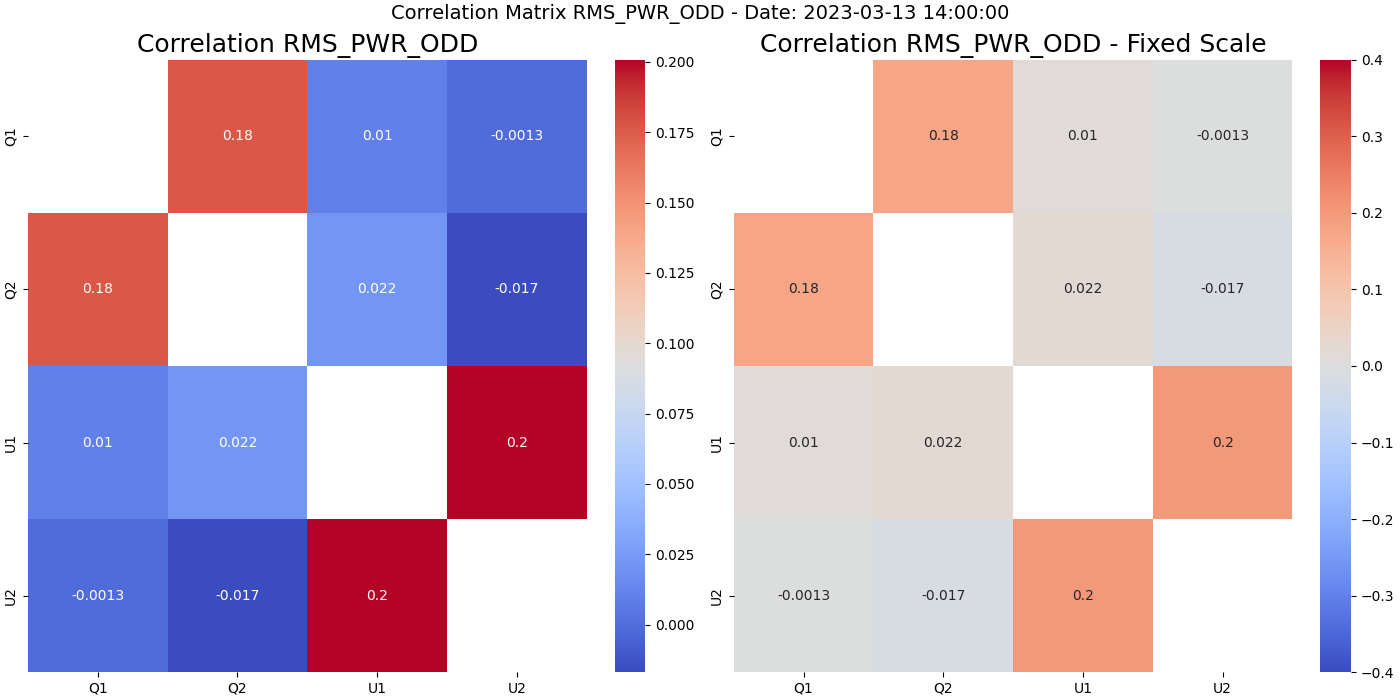 Correlation Matrix RMS_PWR_ODD - Date: 2023-03-13 14:00:00
Correlation RMS_PWR_ODD
Q1
0.18
0.01
-0.0013
Q2
0.18
0.022
-0.017
U1
0.01
0.022
0.2
U2
-0.0013
-0.017
0.2
Q1
Q2
U1
U2
0.200
0.175
0.150
0.125
0.100
0.075
0.050
0.025
0.000
Correlation RMS_PWR_ODD - Fixed Scale
Q1
0.18
0.01
-0.0013
Q2
0.18
0.022
-0.017
U1
0.01
0.022
0.2
U2
-0.0013
-0.017
0.2
Q1
Q2
U1
U2
0.4
0.3
0.2
0.1
0.0
−0.1
−0.2
−0.3
−0.4